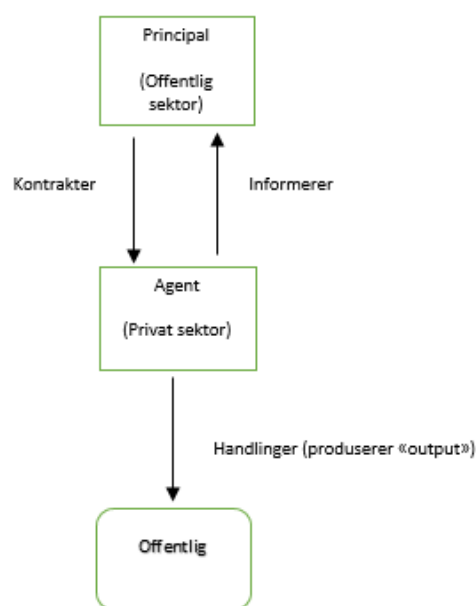 Principal
(Offentlig
sektor)
Kontrakter
Informerer
Agent
(Privat sektor)
Handlinger (produserer «output»)
Offentlig